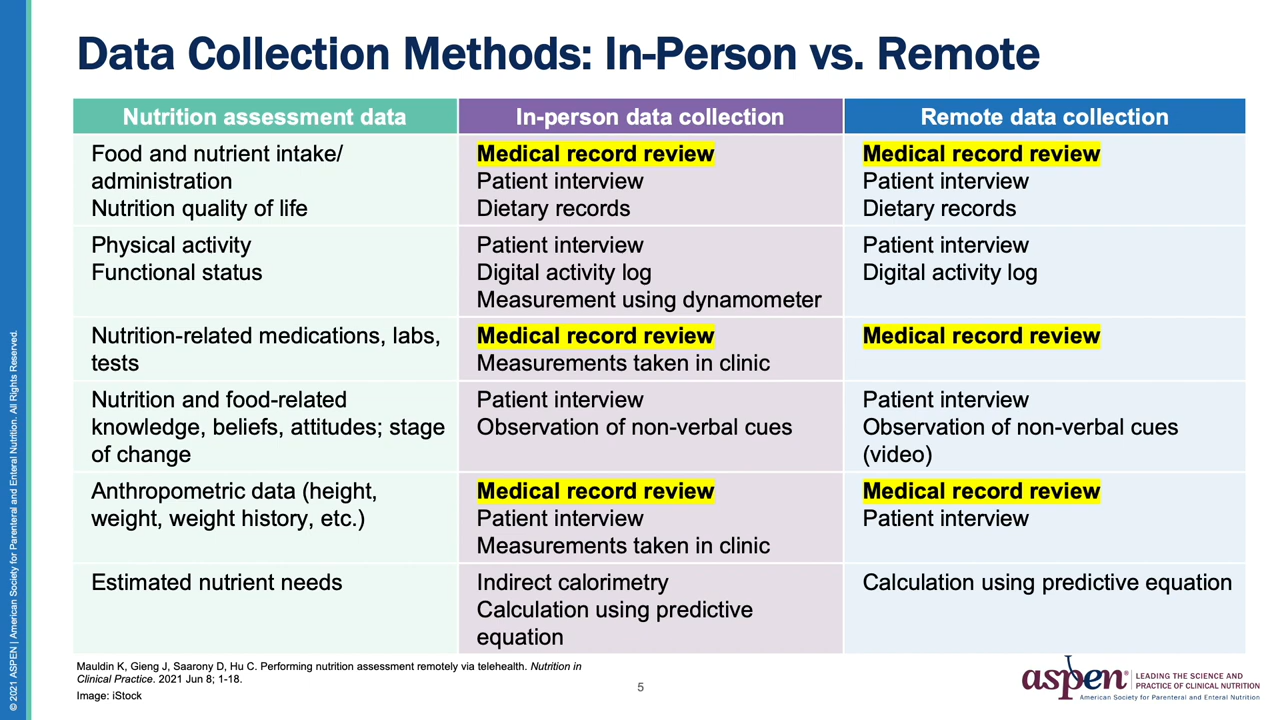 Data Collection Methods: In-Person vs. Remote
Nutrition assessment data
In-person data collection
Remote data collection
Food and nutrient intake/
administration
Nutrition quality of life
Medical record review
Patient interview
Dietary records
Medical record review
Patient interview
Dietary records
Physical activity
Functional status
Patient interview
Digital activity log
Measurement using dynamometer
Patient interview
Digital activity log
Nutrition-related medications, labs,
tests
Medical record review
Measurements taken in clinic
Medical record review
Nutrition and food-related
knowledge, beliefs, attitudes; stage
of change
Patient interview
Observation of non-verbal cues
Patient interview
Observation of non-verbal cues
(video)
Anthropometric data (height,
weight, weight history, etc.)
Medical record review
Patient interview
Measurements taken in clinic
Medical record review
Patient interview
Estimated nutrient needs
Indirect calorimetry
Calculation using predictive
equation
Calculation using predictive equation
Mauldin K, Gieng J, Saarony D, Hu C. Performing nutrition assessment remotely via telehealth. Nutrition in
Clinical Practice. 2021 Jun 8; 1-18.
Image: iStock
5
aspen®
LEADING THE SCIENCE AND
PRACTICE OF CLINICAL NUTRITION
American Society for Parenteral and Enteral Nutrition
© 2021 ASPEN | American Society for Parenteral and Enteral Nutrition. All Rights Reserved.